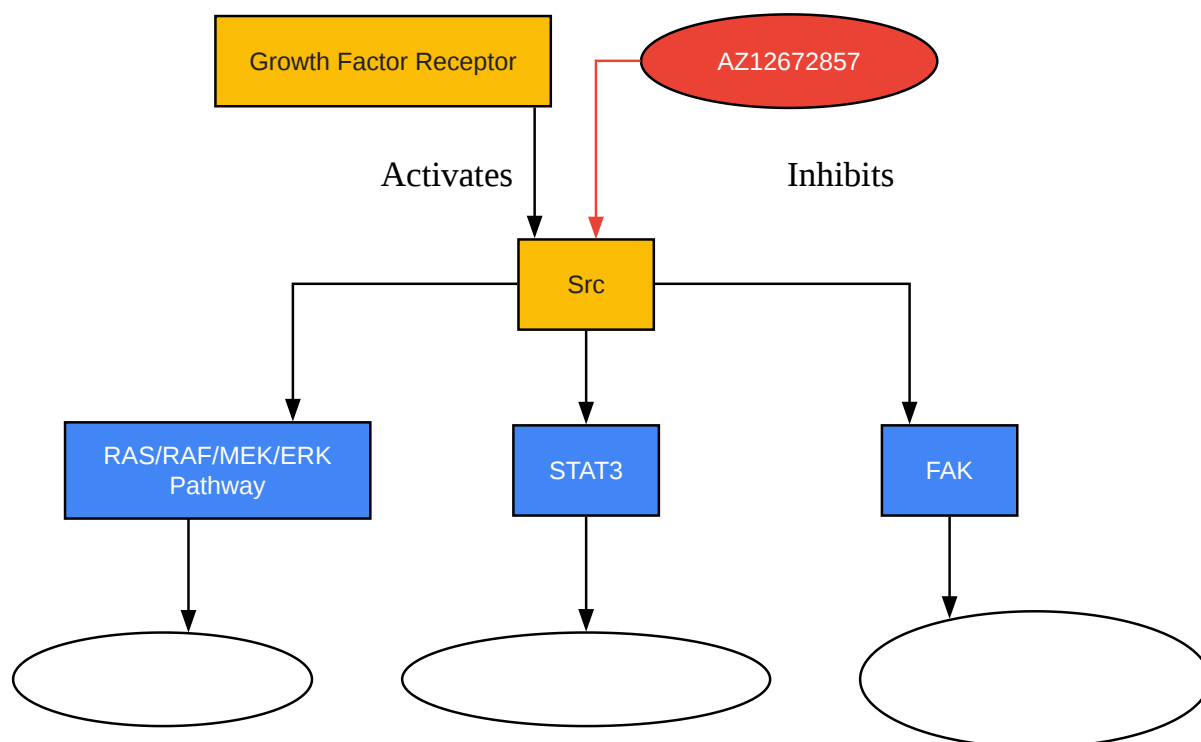 Growth Factor Receptor
AZ12672857
Activates
Inhibits
Src
RAS/RAF/MEK/ERK
Pathway
STAT3
FAK